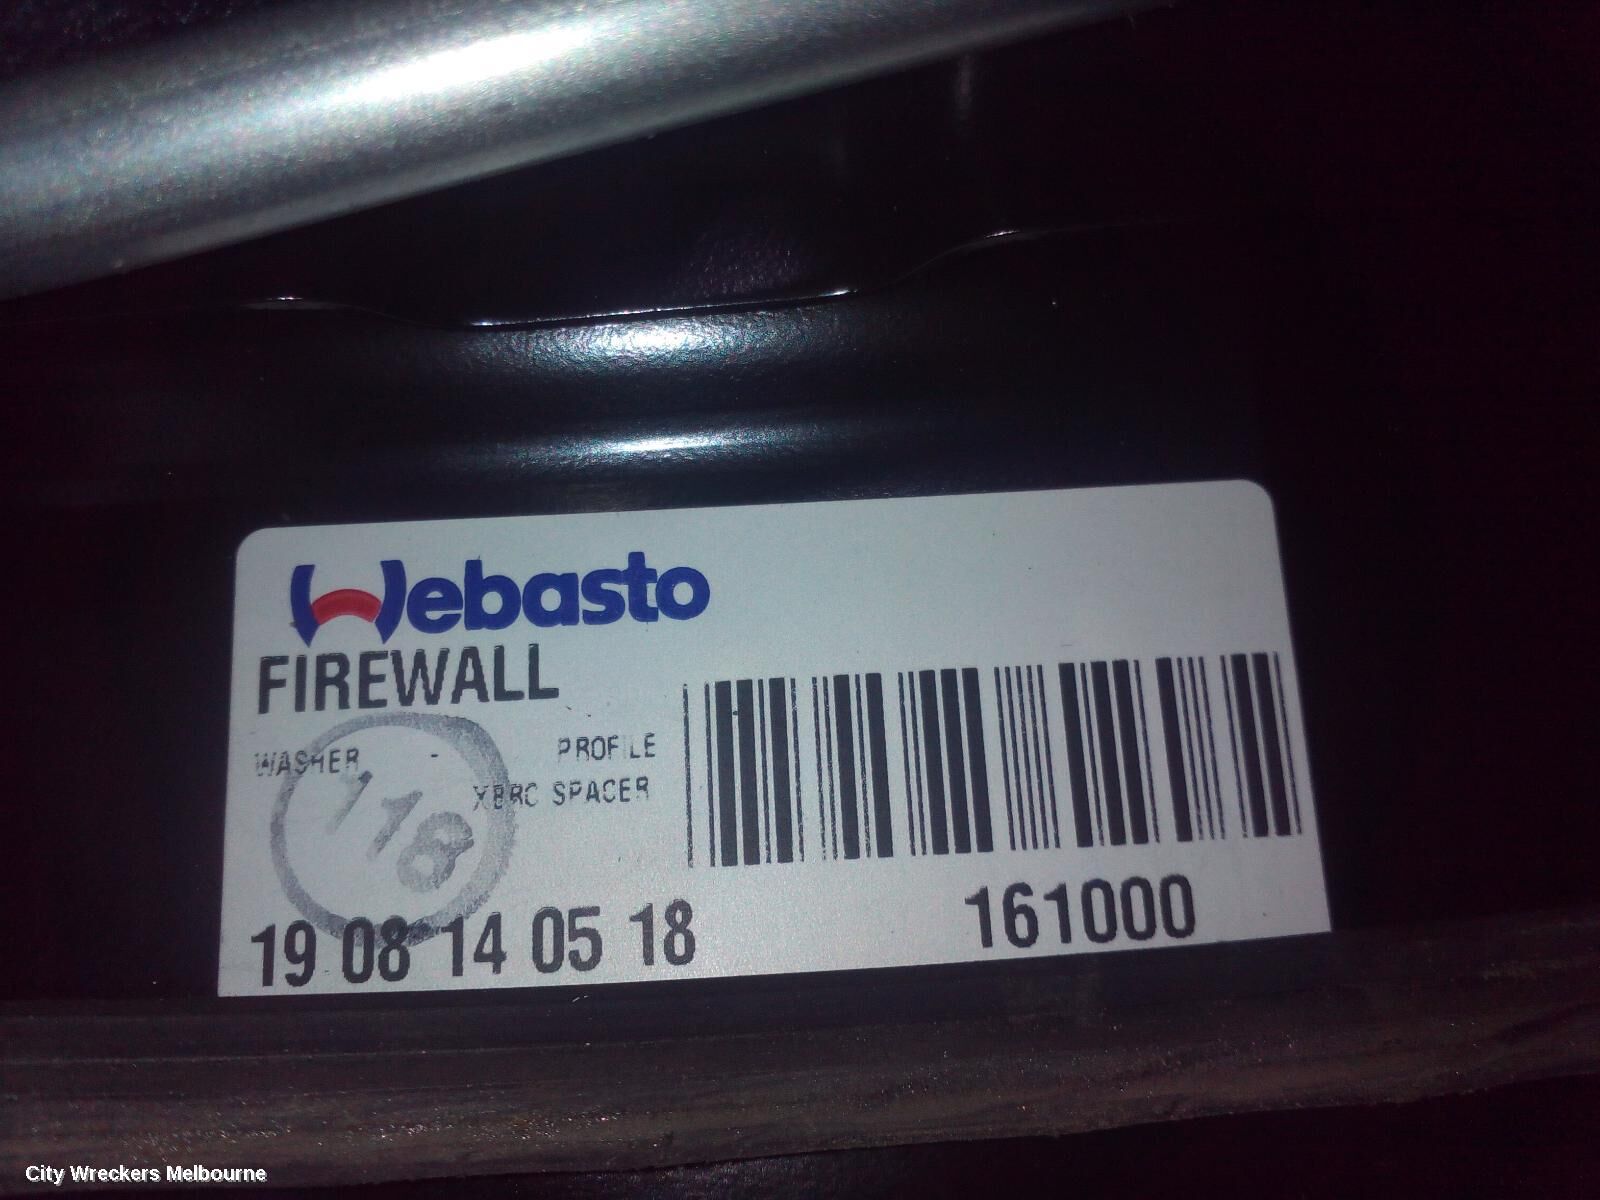 Webasto
FIREWALL
WASHER - PROFILE
XBRC SPACER
118
19 08 14 05 18
161000
City Wreckers Melbourne